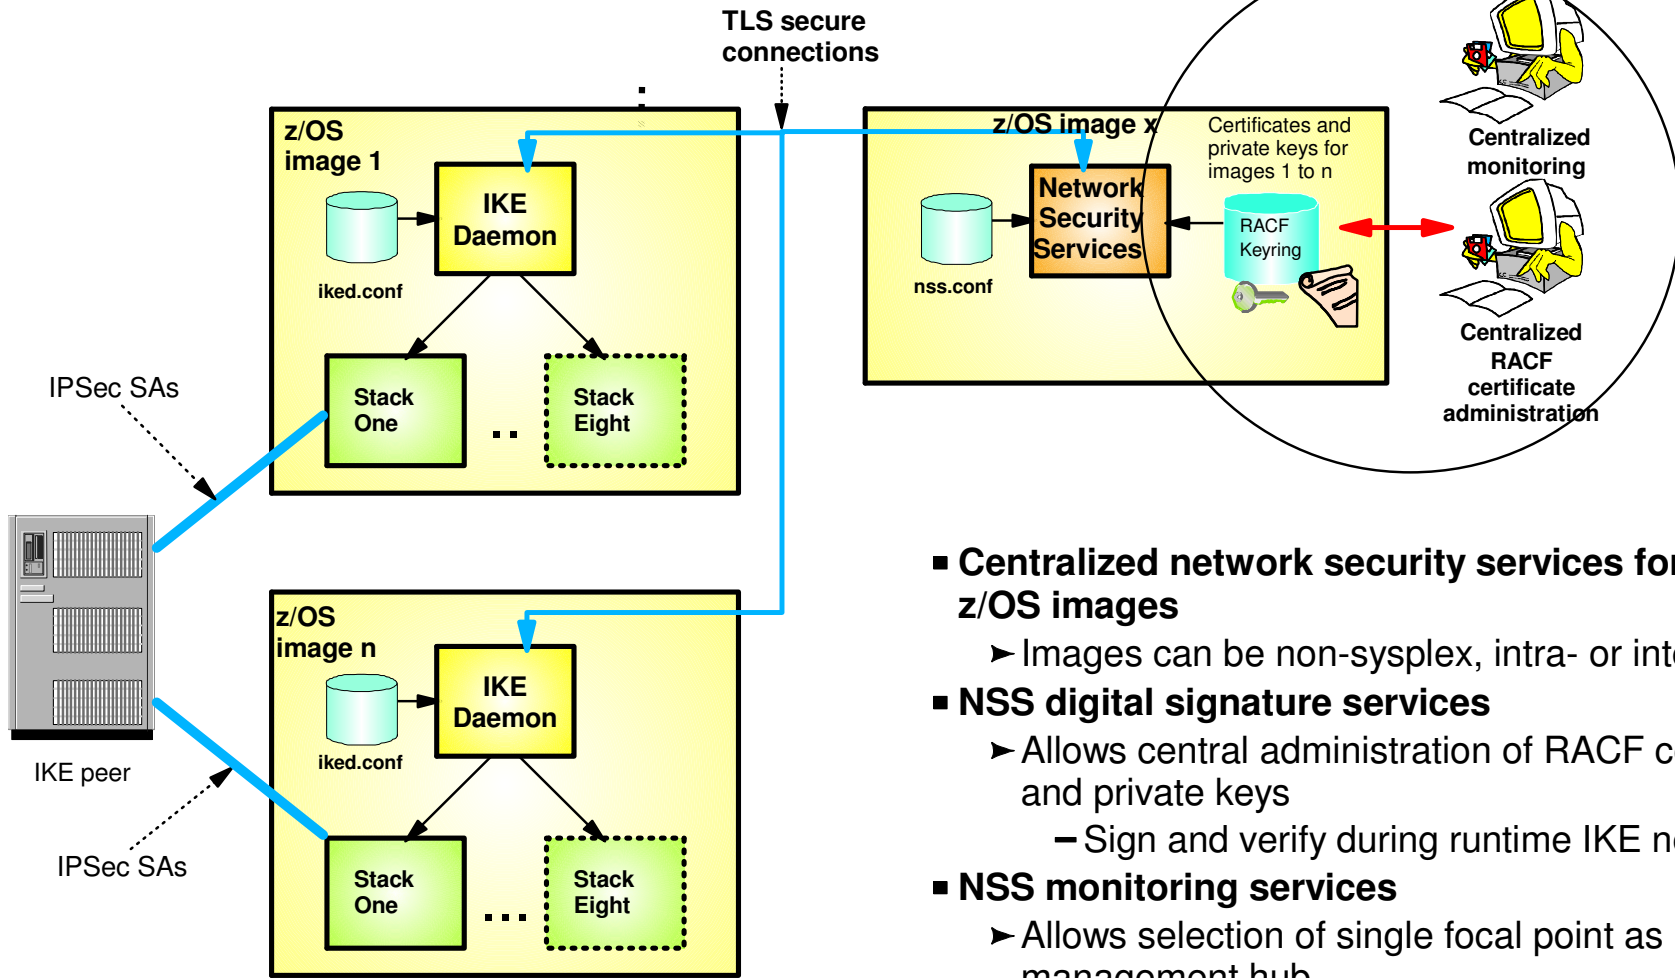 TLS secure
connections
z/OS
image 1
IKE
Daemon
iked.conf
Stack
One
Stack
Eight
IPSec SAs
z/OS image x
Certificates and
private keys for
images 1 to n
Network
Security
Services
nss.conf
RACF
Keyring
Centralized
monitoring
Centralized
RACF
certificate
administration
IKE peer
IPSec SAs
z/OS
image n
IKE
Daemon
iked.conf
Stack
One
Stack
Eight
Centralized network security services for
z/OS images
Images can be non-sysplex, intra- or
NSS digital signature services
Allows central administration of RACF
and private keys
Sign and verify during runtime IKE
NSS monitoring services
Allows selection of single focal point as
management hub